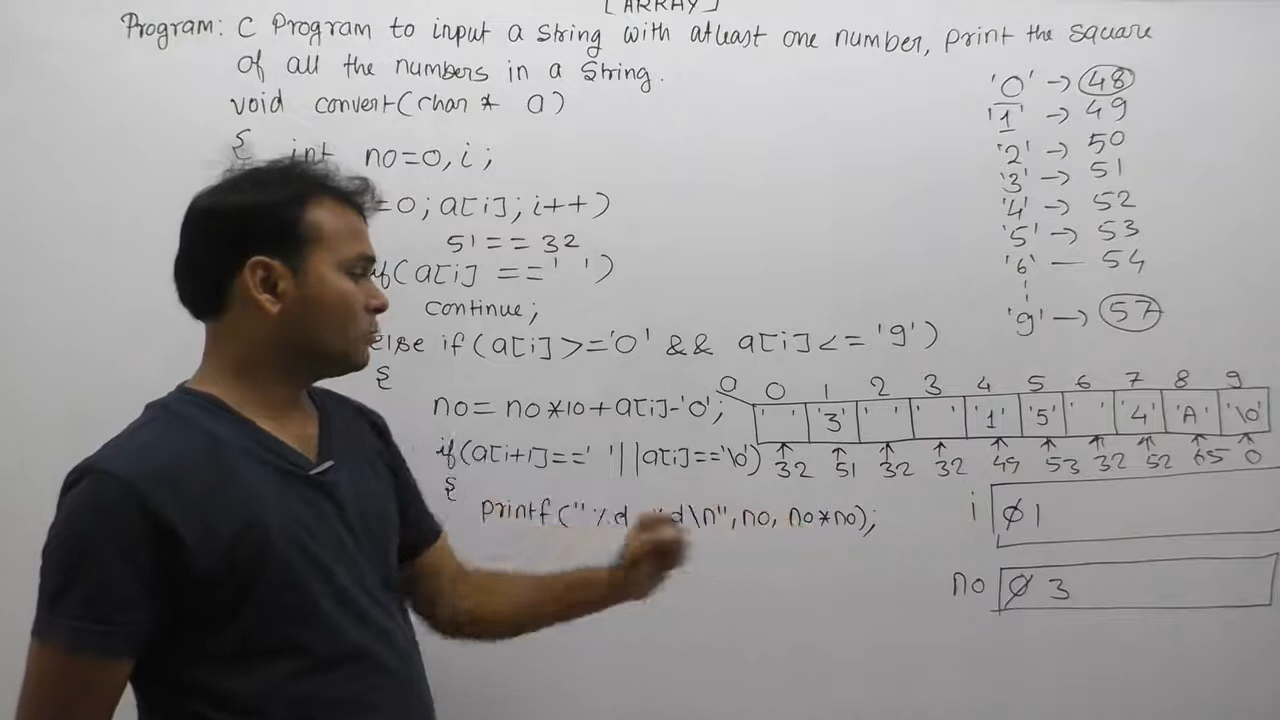 [ARRAY]
Program: C Program to input a string with atleast one number, print the square
of all the numbers in a string.
void convert(char * a)
{ int no=0,i;
=0;a[i];i++)
51==32
if(a[i] ==' ')
continue;
else if(a[i]>='0' && a[i]<='9')
{
no=no*10+a[i]-'0';
if(a[i+1]==' '||a[i]=='\0')
{
printf("%d d\n",no, no*no);
'0' → 48
'1' → 49
'2' → 50
'3' → 51
'4' → 52
'5' → 53
'6' — 54
'9' → 57
0 1 2 3 4 5 6 7 8 9
' ' '3' ' ' ' ' '1' '5' ' ' '4' 'A' '\0'
32 51 32 32 49 53 32 52 65 0
i 0 1
no 0 3